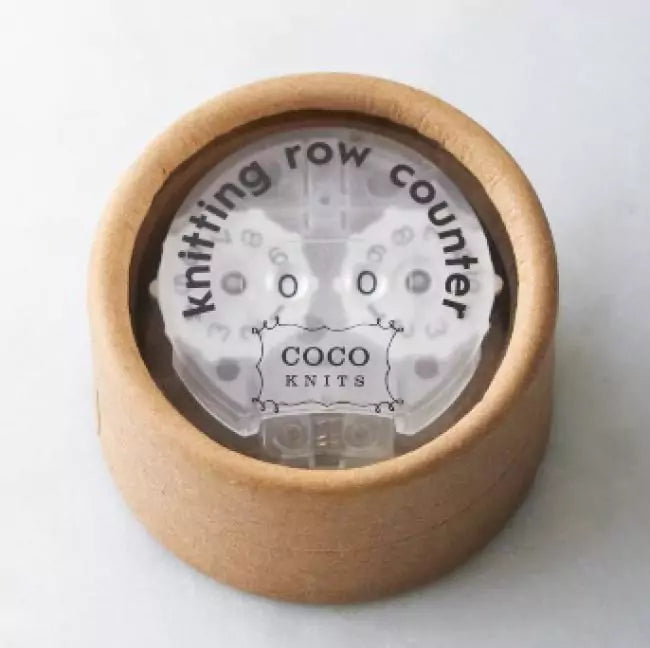 knitting row counter
0 0
COCO
KNITS